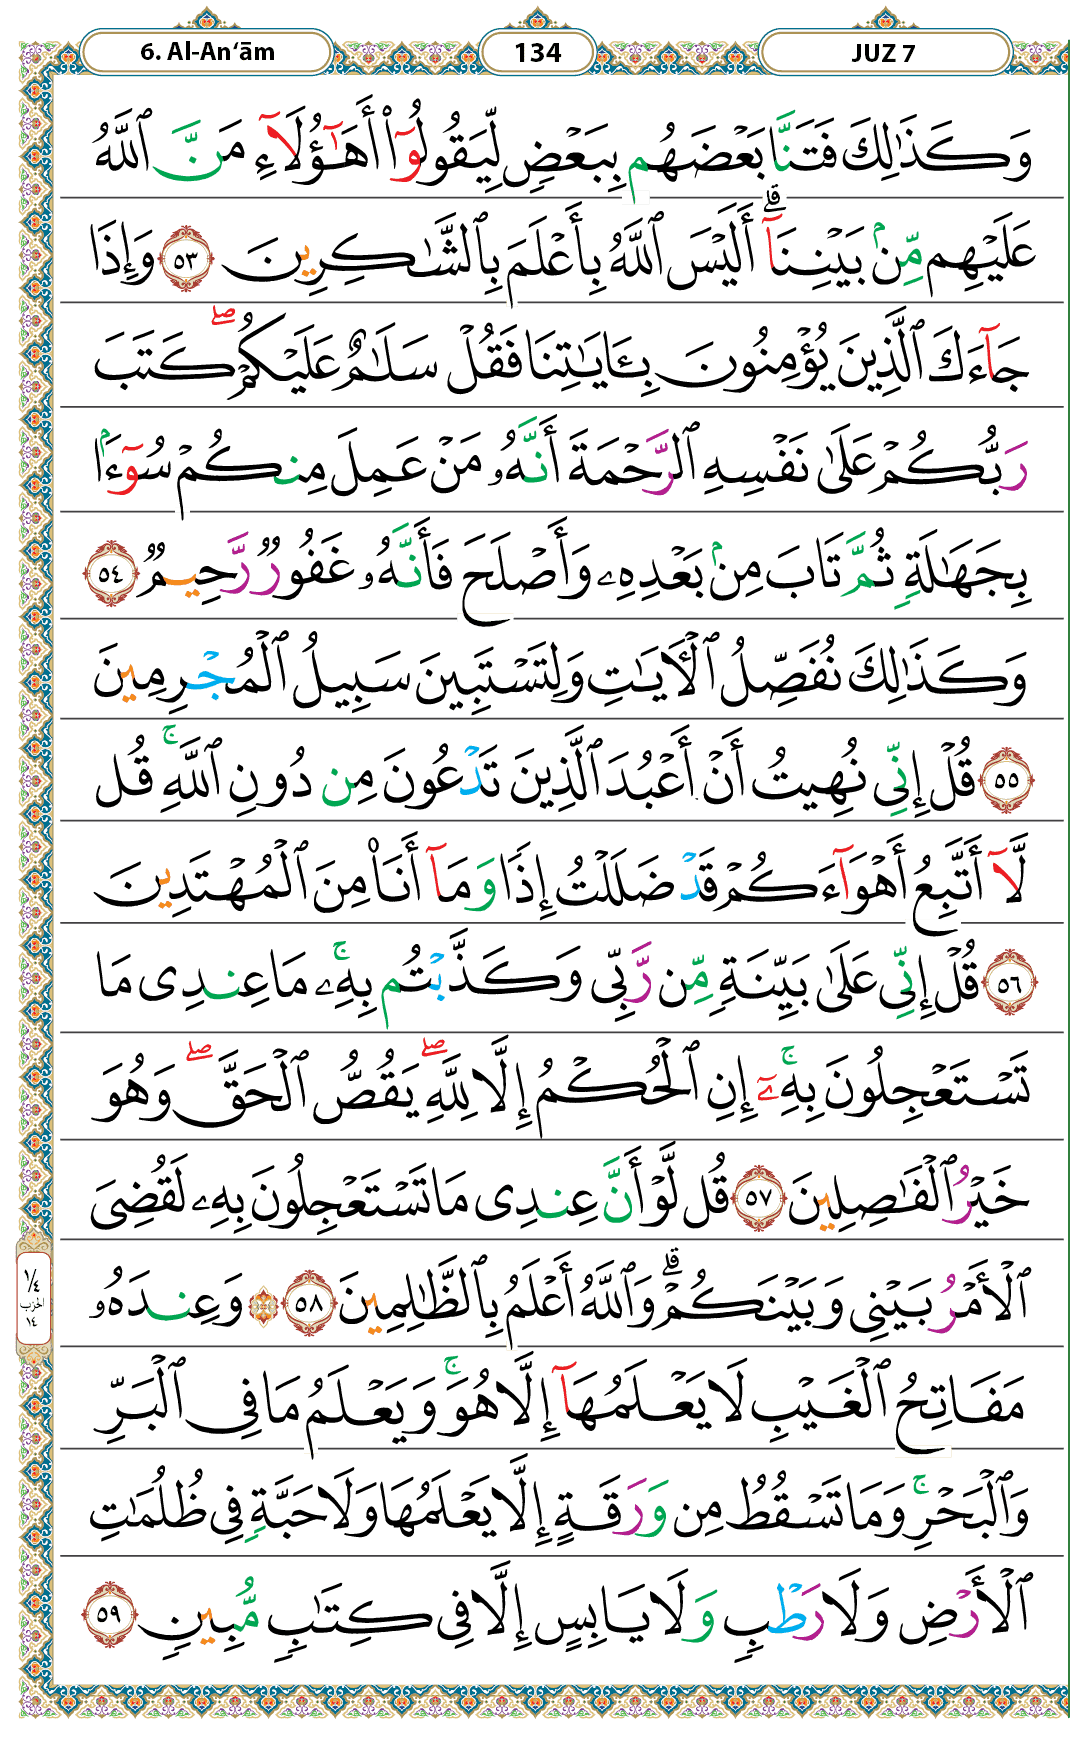 6. Al-An‘ām
134
JUZ 7
وَكَذَٰلِكَ فَتَنَّا بَعْضَهُم بِبَعْضٍ لِّيَقُولُوٓا۟ أَهَـٰٓؤُلَآءِ مَنَّ ٱللَّهُ
عَلَيْهِم مِّنۢ بَيْنِنَآ ۗ أَلَيْسَ ٱللَّهُ بِأَعْلَمَ بِٱلشَّـٰكِرِينَ ٥٣ وَإِذَا
جَآءَكَ ٱلَّذِينَ يُؤْمِنُونَ بِـَٔايَـٰتِنَا فَقُلْ سَلَـٰمٌ عَلَيْكُمْ ۖ كَتَبَ
رَبُّكُمْ عَلَىٰ نَفْسِهِ ٱلرَّحْمَةَ أَنَّهُۥ مَنْ عَمِلَ مِنكُمْ سُوٓءًۢا
بِجَهَـٰلَةٍ ثُمَّ تَابَ مِنۢ بَعْدِهِۦ وَأَصْلَحَ فَأَنَّهُۥ غَفُورٌ رَّحِيمٌ ٥٤
وَكَذَٰلِكَ نُفَصِّلُ ٱلْـَٔايَـٰتِ وَلِتَسْتَبِينَ سَبِيلُ ٱلْمُجْرِمِينَ
٥٥ قُلْ إِنِّى نُهِيتُ أَنْ أَعْبُدَ ٱلَّذِينَ تَدْعُونَ مِن دُونِ ٱللَّهِ ۚ قُل
لَّآ أَتَّبِعُ أَهْوَآءَكُمْ قَدْ ضَلَلْتُ إِذًا وَمَآ أَنَا۠ مِنَ ٱلْمُهْتَدِينَ
٥٦ قُلْ إِنِّى عَلَىٰ بَيِّنَةٍ مِّن رَّبِّى وَكَذَّبْتُم بِهِۦ ۚ مَا عِندِى مَا
تَسْتَعْجِلُونَ بِهِۦٓ ۚ إِنِ ٱلْحُكْمُ إِلَّا لِلَّهِ ۖ يَقُصُّ ٱلْحَقَّ ۖ وَهُوَ
خَيْرُ ٱلْفَـٰصِلِينَ ٥٧ قُل لَّوْ أَنَّ عِندِى مَا تَسْتَعْجِلُونَ بِهِۦ لَقُضِىَ
ٱلْأَمْرُ بَيْنِى وَبَيْنَكُمْ ۗ وَٱللَّهُ أَعْلَمُ بِٱلظَّـٰلِمِينَ ٥٨ وَعِندَهُۥ
مَفَاتِحُ ٱلْغَيْبِ لَا يَعْلَمُهَآ إِلَّا هُوَ ۚ وَيَعْلَمُ مَا فِى ٱلْبَرِّ
وَٱلْبَحْرِ ۚ وَمَا تَسْقُطُ مِن وَرَقَةٍ إِلَّا يَعْلَمُهَا وَلَا حَبَّةٍ فِى ظُلُمَـٰتِ
ٱلْأَرْضِ وَلَا رَطْبٍ وَلَا يَابِسٍ إِلَّا فِى كِتَـٰبٍ مُّبِينٍ ٥٩
١/٤
الحزب
١٤